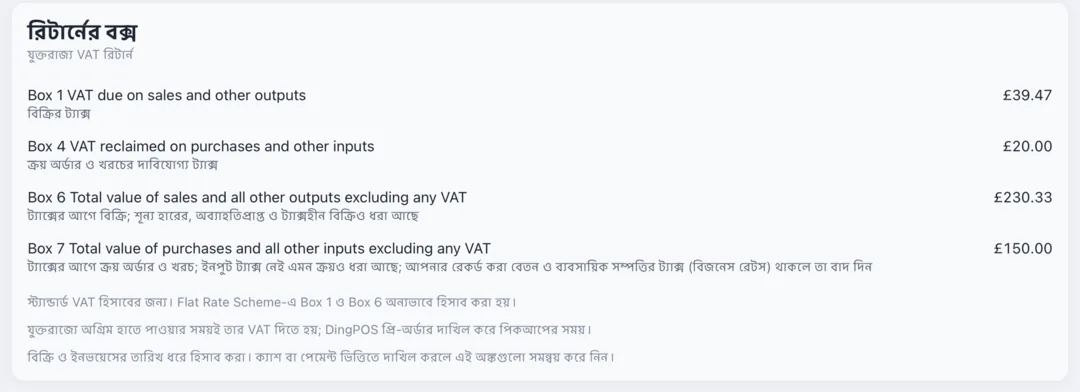 রিটার্নের বক্স
যুক্তরাজ্য VAT রিটার্ন
Box 1 VAT due on sales and other outputs £39.47
বিক্রির ট্যাক্স
Box 4 VAT reclaimed on purchases and other inputs £20.00
ক্রয় অর্ডার ও খরচের দাবিযোগ্য ট্যাক্স
Box 6 Total value of sales and all other outputs excluding any VAT £230.33
ট্যাক্সের আগে বিক্রি; শূন্য হারের, অব্যাহতিপ্রাপ্ত ও ট্যাক্সহীন বিক্রিও ধরা আছে
Box 7 Total value of purchases and all other inputs excluding any VAT £150.00
ট্যাক্সের আগে ক্রয় অর্ডার ও খরচ; ইনপুট ট্যাক্স নেই এমন ক্রয়ও ধরা আছে; আপনার রেকর্ড করা বেতন ও ব্যবসায়িক সম্পত্তির ট্যাক্স (বিজনেস রেটস) থাকলে তা বাদ দিন
স্ট্যান্ডার্ড VAT হিসাবের জন্য। Flat Rate Scheme-এ Box 1 ও Box 6 অন্যভাবে হিসাব করা হয়।
যুক্তরাজ্যে অগ্রিম হাতে পাওয়ার সময়ই তার VAT দিতে হয়; DingPOS প্রি-অর্ডার দাখিল করে পিকআপের সময়।
বিক্রি ও ইনভয়েসের তারিখ ধরে হিসাব করা। ক্যাশ বা পেমেন্ট ভিত্তিতে দাখিল করলে এই অঙ্কগুলো সমন্বয় করে নিন।